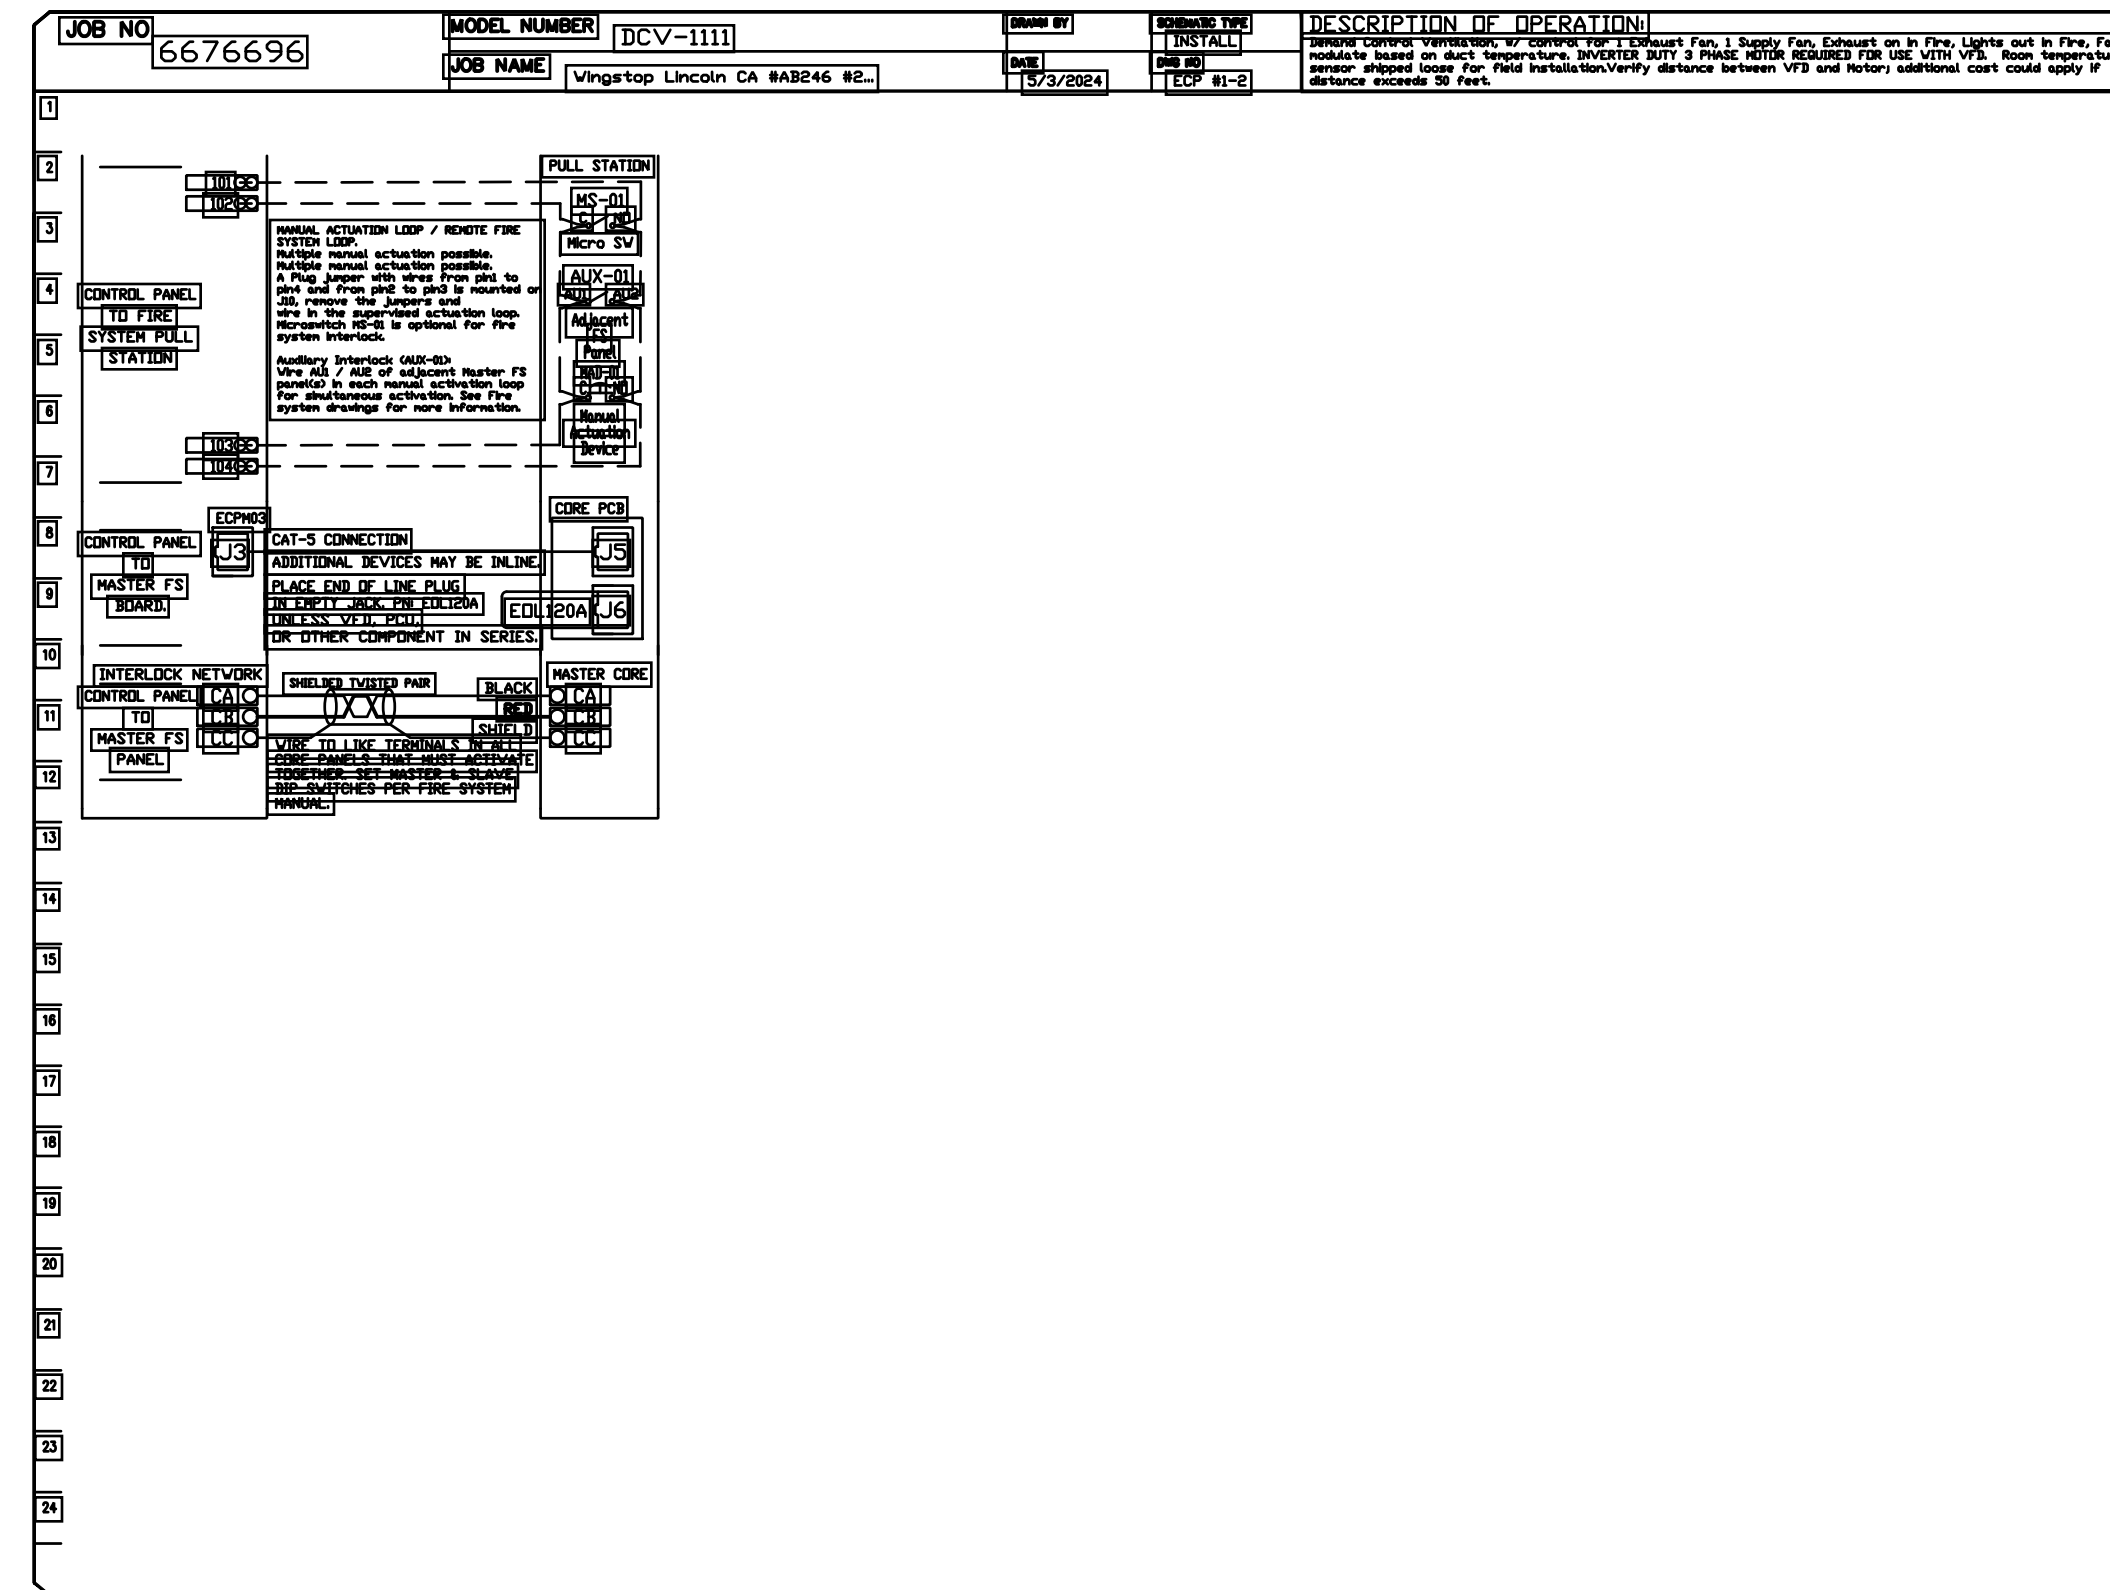 JOB NO
6676696
MODEL NUMBER
DCV-1111
JOB NAME
Wingstop Lincoln CA #AB246 #2...
DRAWN BY
DATE
5/3/2024
SCHEMATIC TYPE
INSTALL
DWG NO
ECP #1-2
DESCRIPTION OF OPERATION:
Demand Control Ventilation, w/ control for 1 Exhaust Fan, 1 Supply Fan, Exhaust on in Fire, Lights out in Fire,
modulate based on duct temperature. INVERTER DUTY 3 PHASE MOTOR REQUIRED FOR USE WITH VFD. Room
sensor shipped loose for field installation.Verify distance between VFD and Motor; additional cost could apply if
distance exceeds 50 feet.
1
2
3
4
5
6
7
8
9
10
11
12
13
14
15
16
17
18
19
20
21
22
23
24
CONTROL PANEL
TO FIRE
SYSTEM PULL
STATION
101
102
103
104
MANUAL ACTUATION LOOP / REMOTE FIRE
SYSTEM LOOP.
Multiple manual actuation possible.
Multiple manual actuation possible.
A Plug jumper with wires from pin1 to
pin4 and from pin2 to pin3 is mounted on
J10, remove the jumpers and
wire in the supervised actuation loop.
Microswitch MS-01 is optional for fire
system interlock.
Auxiliary Interlock (AUX-01):
Wire AU1 / AU2 of adjacent Master FS
panel(s) in each manual activation loop
for simultaneous activation. See Fire
system drawings for more information.
PULL STATION
MS-01
C NO
Micro SW
AUX-01
AU1 AU2
Adjacent
FS
Panel
MAD-01
C NO
Manual
Actuation
Device
CONTROL PANEL
TO
MASTER FS
BOARD.
ECPM03
J3
CAT-5 CONNECTION
ADDITIONAL DEVICES MAY BE INLINE.
PLACE END OF LINE PLUG
IN EMPTY JACK. PN: EOL120A
UNLESS VFD, PCU,
OR OTHER COMPONENT IN SERIES.
CORE PCB
J5
EOL120A
J6
INTERLOCK NETWORK
CONTROL PANEL
TO
MASTER FS
PANEL
CA
CB
CC
SHIELDED TWISTED PAIR
BLACK
RED
SHIELD
MASTER CORE
CA
CB
CC
WIRE TO LIKE TERMINALS IN ALL
CORE PANELS THAT MUST ACTIVATE
TOGETHER. SET MASTER & SLAVE
DIP SWITCHES PER FIRE SYSTEM
MANUAL.